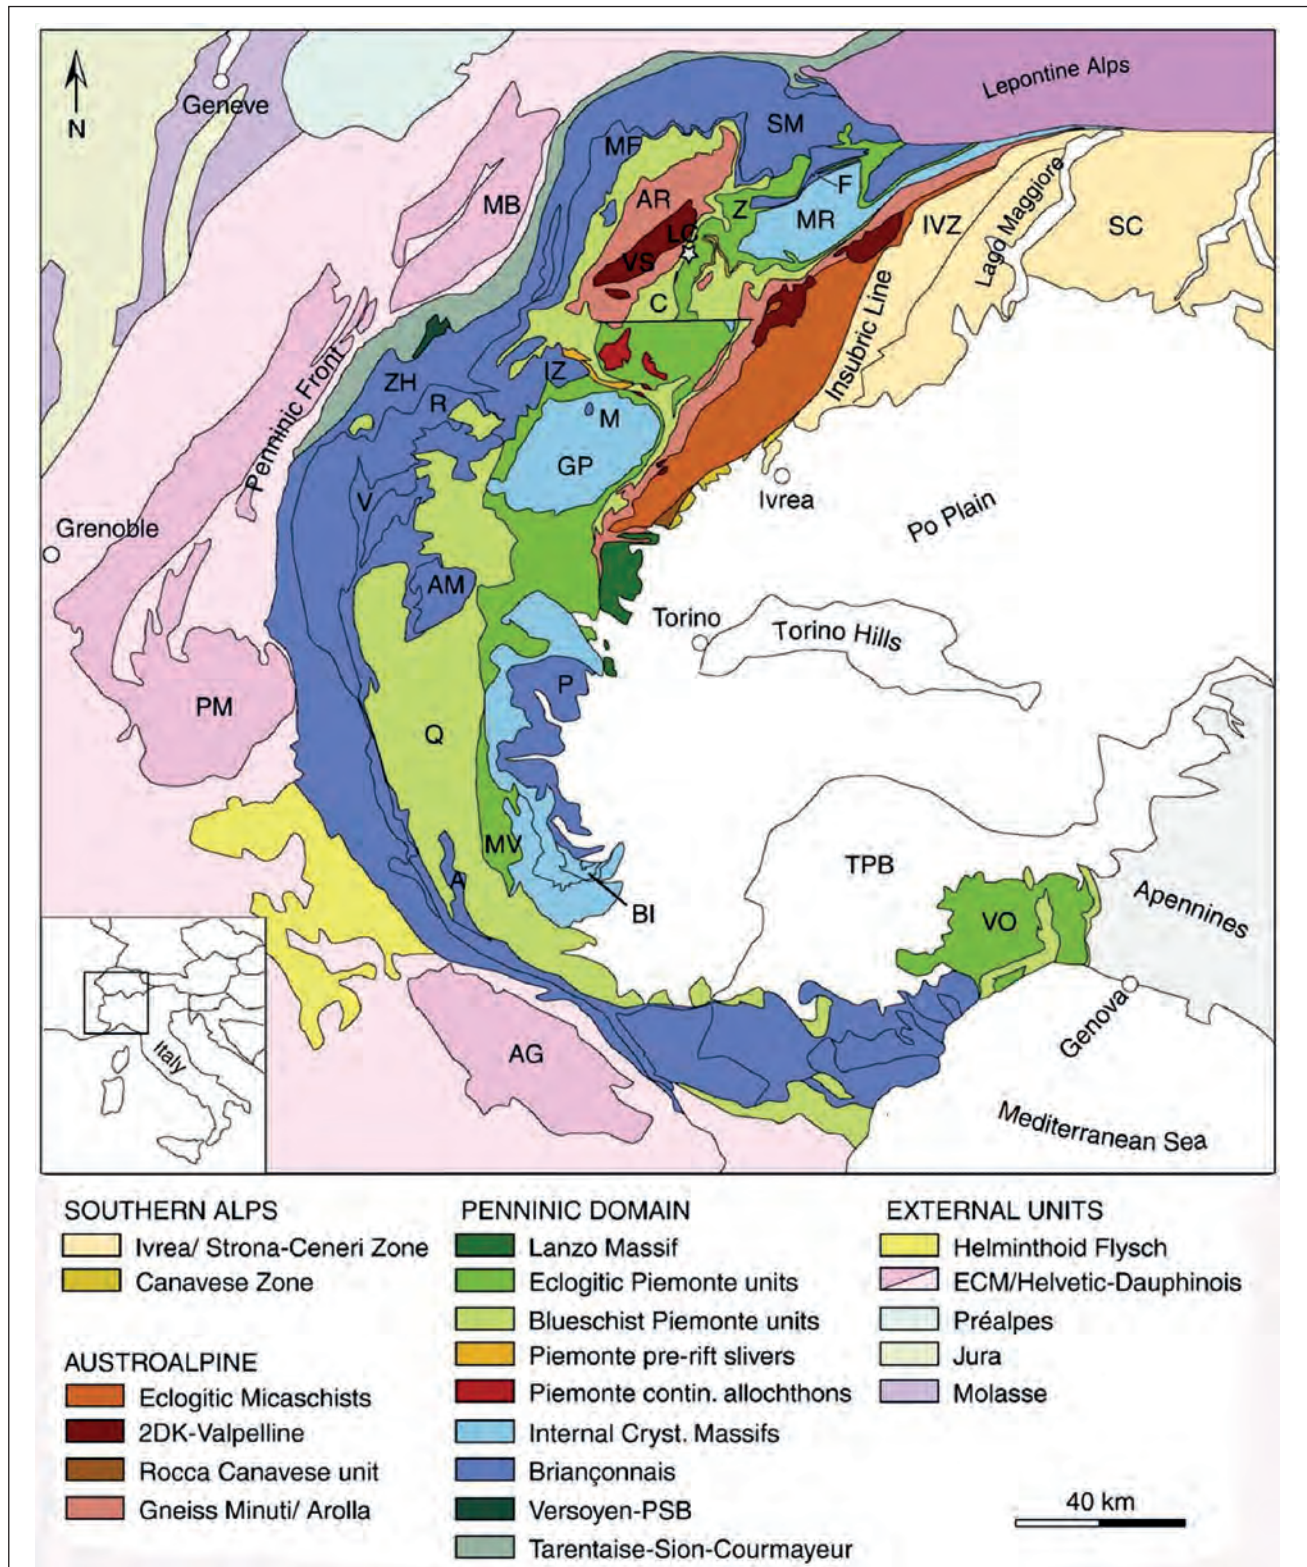 Lepontine Alps
Geneve
N
SM
MF
F
MB
AR
Z
MR
IVZ
Lago Maggiore
SC
LC
VS
C
Insubric Line
Penninic Front
ZH
IZ
R
M
GP
Ivrea
V
Po Plain
Grenoble
AM
Torino
Torino Hills
P
PM
Q
MV
TPB
A
BI
VO
Apennines
Genova
Italy
AG
Mediterranean Sea
SOUTHERN ALPS
Ivrea/ Strona-Ceneri Zone
Canavese Zone
AUSTROALPINE
Eclogitic Micaschists
2DK-Valpelline
Rocca Canavese unit
Gneiss Minuti/ Arolla
PENNINIC DOMAIN
Lanzo Massif
Eclogitic Piemonte units
Blueschist Piemonte units
Piemonte pre-rift slivers
Piemonte contin. allochthons
Internal Cryst. Massifs
Briançonnais
Versoyen-PSB
Tarentaise-Sion-Courmayeur
EXTERNAL UNITS
Helminthoid Flysch
ECM/Helvetic-Dauphinois
Préalpes
Jura
Molasse
40 km